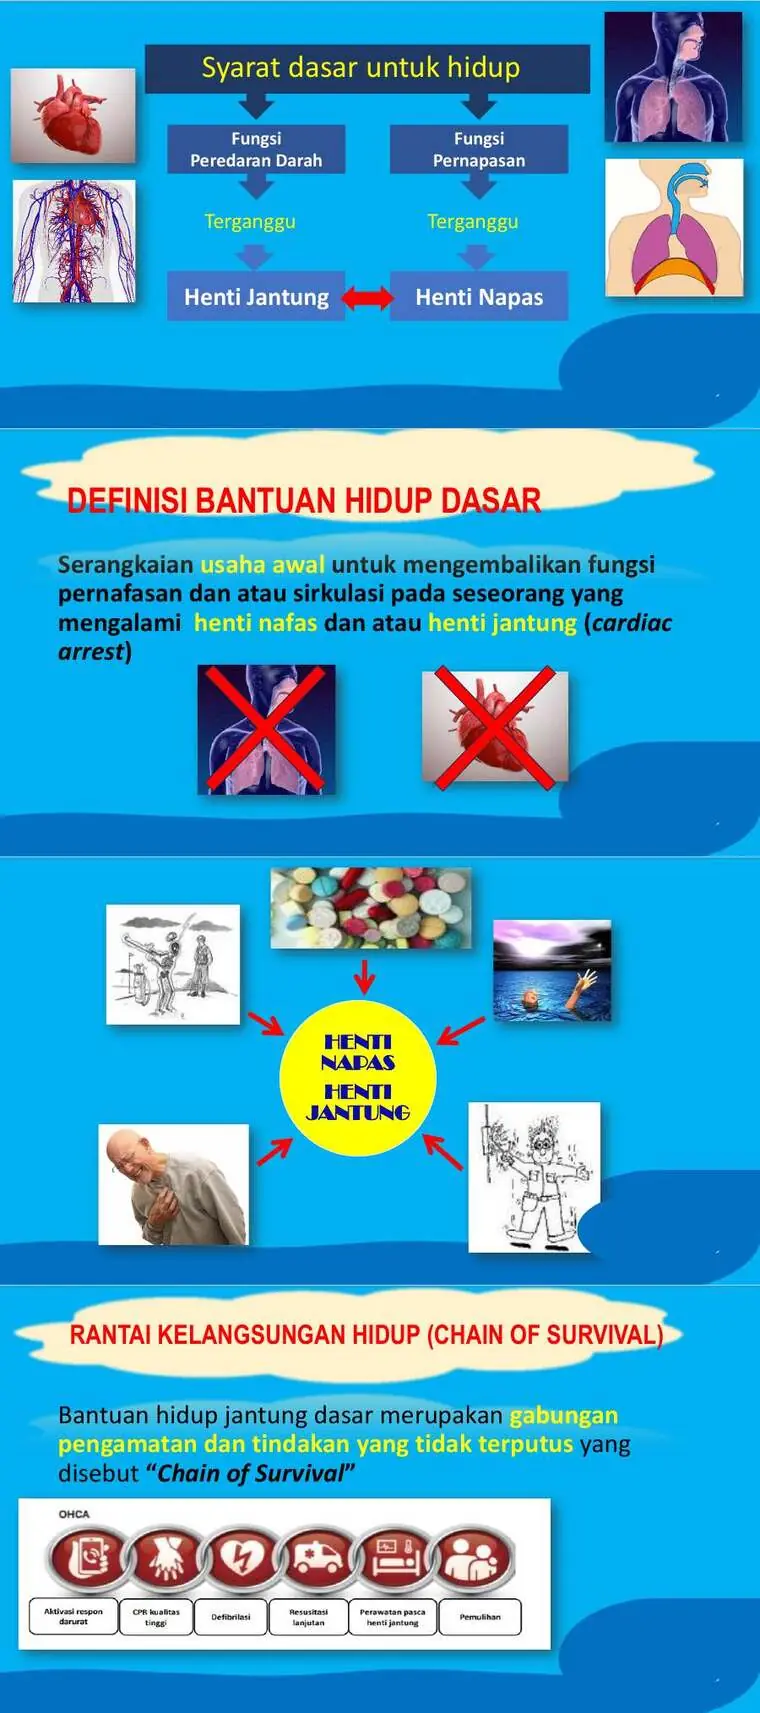 Syarat dasar untuk hidup
Fungsi
Peredaran Darah
Fungsi
Pernapasan
Terganggu
Terganggu
Henti Jantung
Henti Napas
DEFINISI BANTUAN HIDUP DASAR
Serangkaian usaha awal untuk mengembalikan fungsi
pernafasan dan atau sirkulasi pada seseorang yang
mengalami henti nafas dan atau henti jantung (cardiac
arrest)
HENTI
NAPAS
HENTI
JANTUNG
RANTAI KELANGSUNGAN HIDUP (CHAIN OF SURVIVAL)
Bantuan hidup jantung dasar merupakan gabungan
pengamatan dan tindakan yang tidak terputus yang
disebut “Chain of Survival”
OHCA
Aktivasi respon
darurat
CPR kualitas
tinggi
Defibrilasi
Resusitasi
lanjutan
Perawatan pasca
henti jantung
Pemulihan